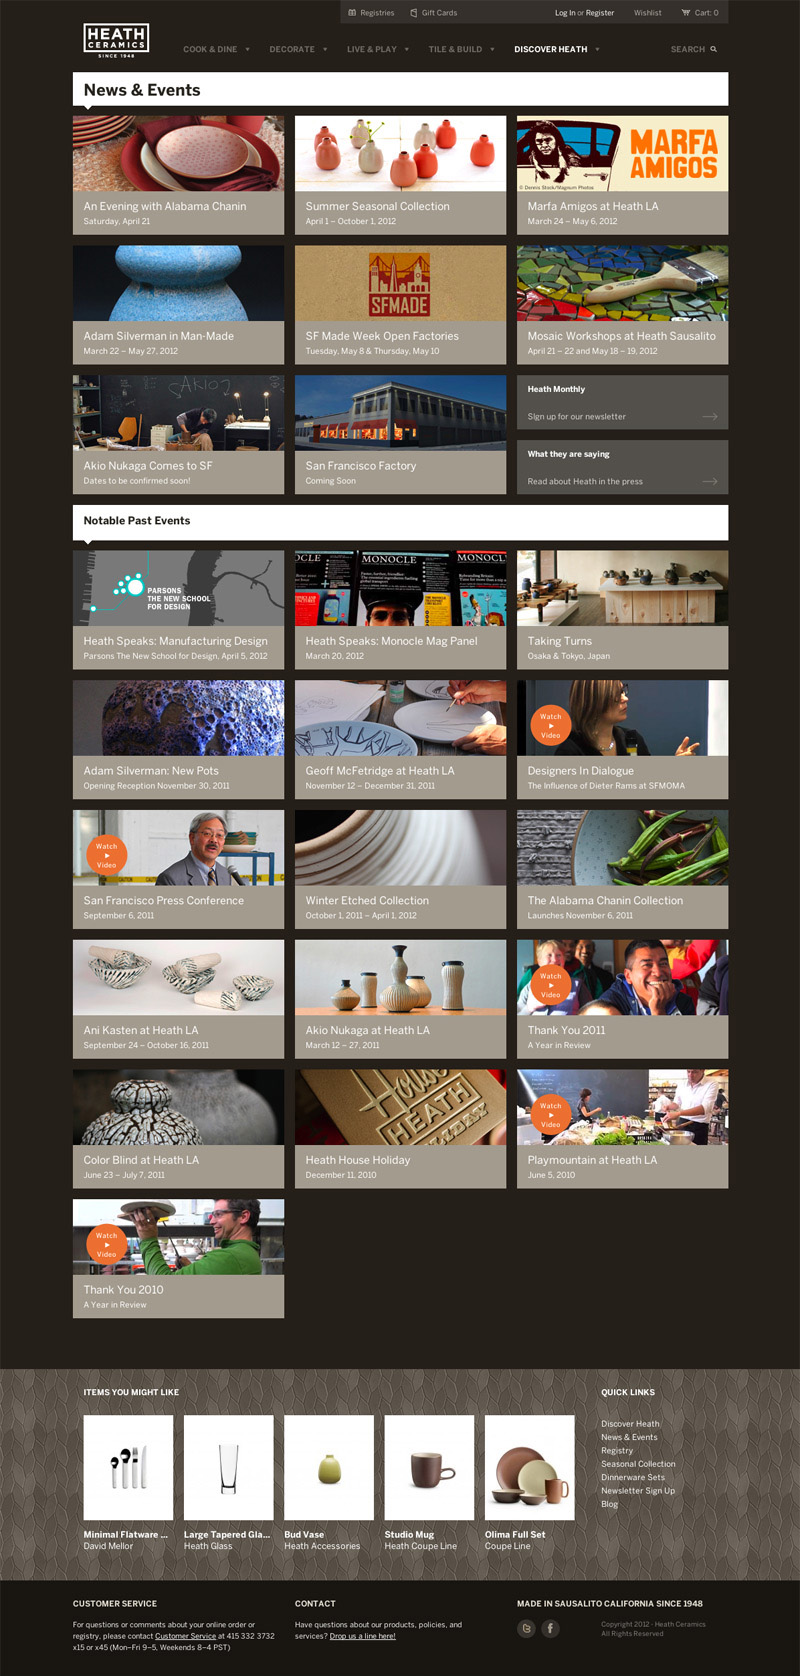 Registries
Gift Cards
Log In or Register
Wishlist
Cart: 0
HEATH
CERAMICS
SINCE 1948
COOK & DINE
DECORATE
LIVE & PLAY
TILE & BUILD
DISCOVER HEATH
SEARCH
News & Events
MARFA
AMIGOS
© Dennis Stock/Magnum Photos
An Evening with Alabama Chanin
Saturday, April 21
Summer Seasonal Collection
April 1 – October 1, 2012
Marfa Amigos at Heath LA
March 24 – May 6, 2012
SFMADE
Adam Silverman in Man-Made
March 22 – May 27, 2012
SF Made Week Open Factories
Tuesday, May 8 & Thursday, May 10
Mosaic Workshops at Heath Sausalito
April 21 – 22 and May 18 – 19, 2012
Akio Nukaga Comes to SF
Dates to be confirmed soon!
San Francisco Factory
Coming Soon
Heath Monthly
Sign up for our newsletter
What they are saying
Read about Heath in the press
Notable Past Events
PARSONS
THE NEW SCHOOL
FOR DESIGN
MONOCLE
Heath Speaks: Manufacturing Design
Parsons The New School for Design, April 5, 2012
Heath Speaks: Monocle Mag Panel
March 20, 2012
Taking Turns
Osaka & Tokyo, Japan
Watch
Video
Adam Silverman: New Pots
Opening Reception November 30, 2011
Geoff McFetridge at Heath LA
November 12 – December 31, 2011
Designers In Dialogue
The Influence of Dieter Rams at SFMOMA
Watch
Video
San Francisco Press Conference
September 6, 2011
Winter Etched Collection
October 1, 2011 – April 1, 2012
The Alabama Chanin Collection
Launches November 6, 2011
Watch
Video
Ani Kasten at Heath LA
September 24 – October 16, 2011
Akio Nukaga at Heath LA
March 12 – 27, 2011
Thank You 2011
A Year in Review
House
HEATH
Watch
Video
Color Blind at Heath LA
June 23 – July 7, 2011
Heath House Holiday
December 11, 2010
Playmountain at Heath LA
June 5, 2010
Watch
Video
Thank You 2010
A Year in Review
ITEMS YOU MIGHT LIKE
Minimal Flatware ...
David Mellor
Large Tapered Gla...
Heath Glass
Bud Vase
Heath Accessories
Studio Mug
Heath Coupe Line
Olima Full Set
Coupe Line
QUICK LINKS
Discover Heath
News & Events
Registry
Seasonal Collection
Dinnerware Sets
Newsletter Sign Up
Blog
CUSTOMER SERVICE
For questions or comments about your online order or
registry, please contact Customer Service at 415 332 3732
x15 or x45 (Mon–Fri 9–5, Weekends 8–4 PST)
CONTACT
Have questions about our products, policies, and
services? Drop us a line here!
MADE IN SAUSALITO CALIFORNIA SINCE 1948
Copyright 2012 - Heath Ceramics
All Rights Reserved